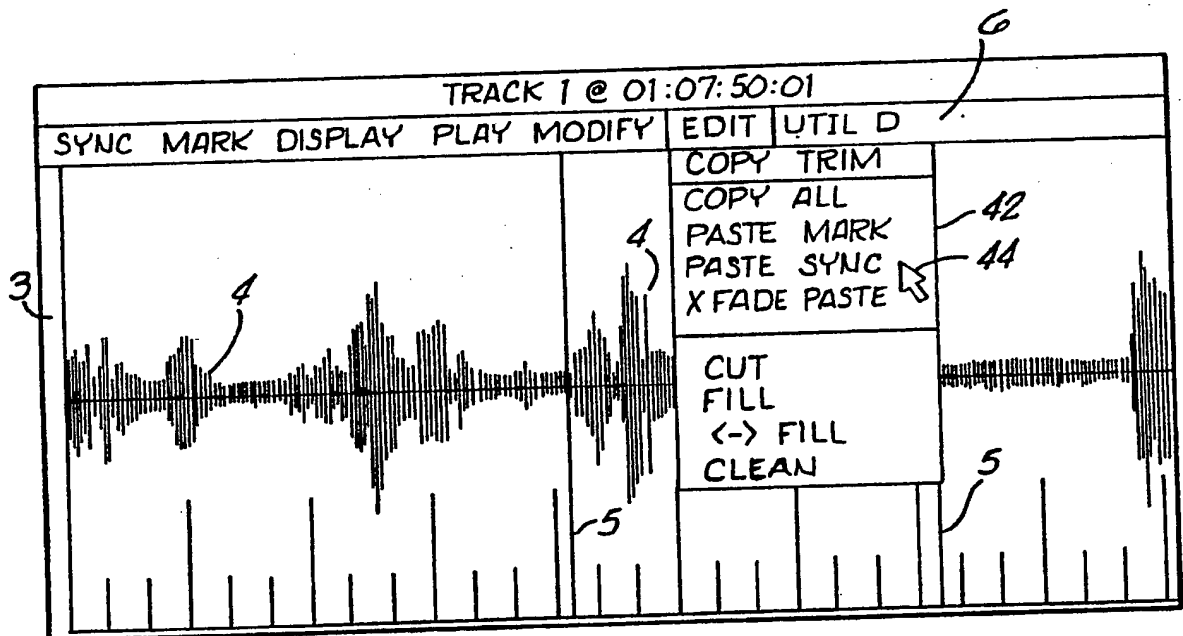 6
TRACK 1 @ 01:07:50:01
SYNC MARK DISPLAY PLAY MODIFY EDIT UTIL D
COPY TRIM
COPY ALL
42
PASTE MARK
4
PASTE SYNC
44
3
4
X FADE PASTE
CUT
FILL
<-> FILL
CLEAN
5
5